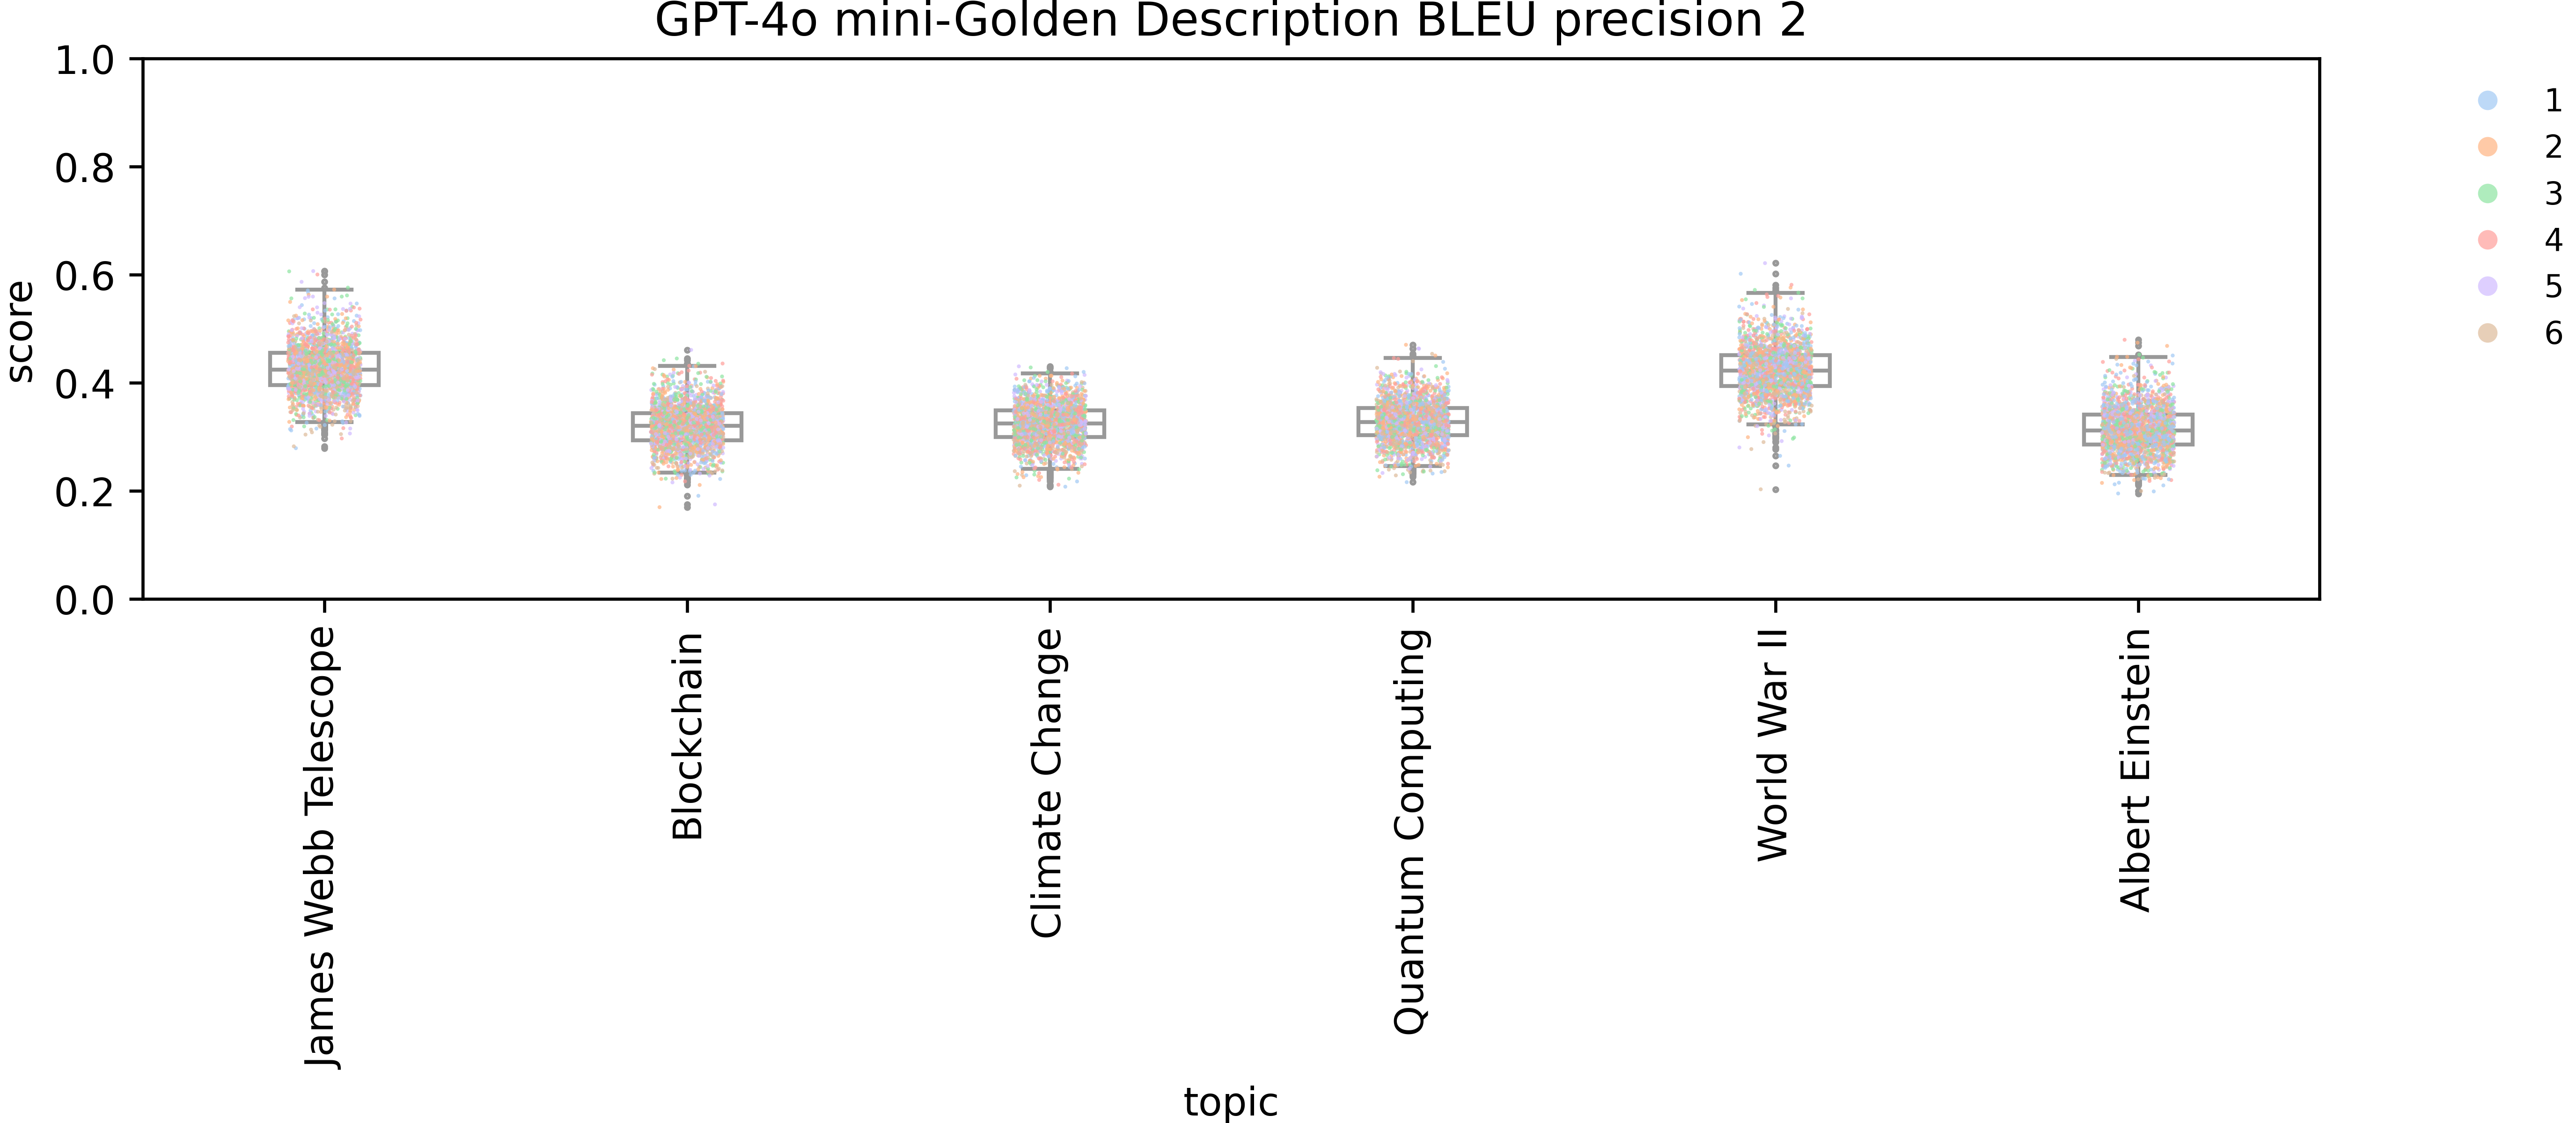 GPT-4o mini-Golden Description BLEU precision 2
1.0
0.8
0.6
0.4
0.2
0.0
score
1
2
3
4
5
6
James Webb Telescope
Blockchain
Climate Change
Quantum Computing
World War II
Albert Einstein
topic